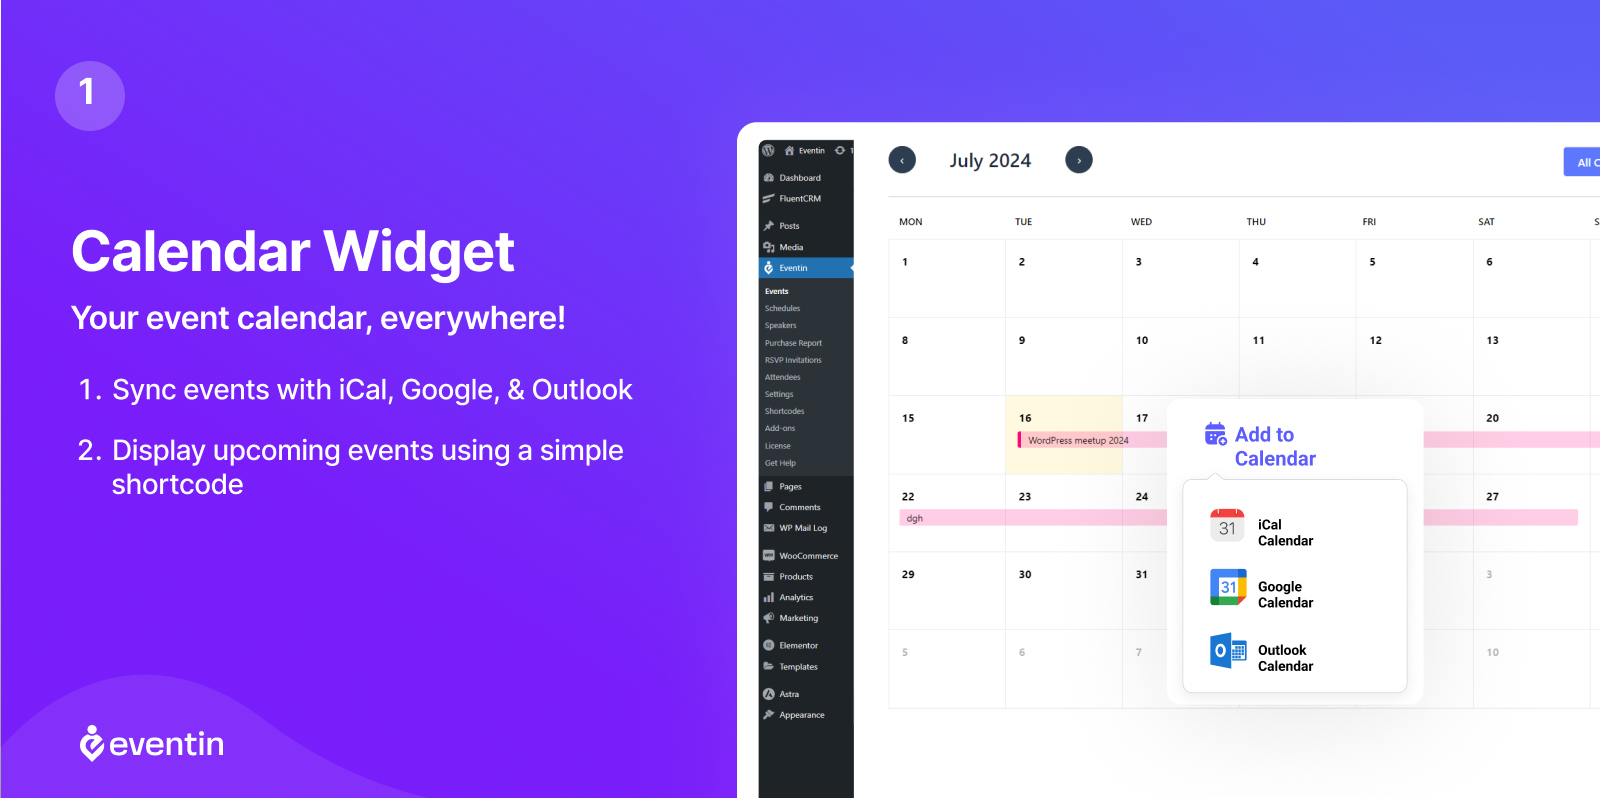 1
Calendar Widget
Your event calendar, everywhere!
1. Sync events with iCal, Google, & Outlook
2. Display upcoming events using a simple
shortcode
eventin
Eventin 1
Dashboard
FluentCRM
Posts
Media
Eventin
Events
Schedules
Speakers
Purchase Report
RSVP Invitations
Attendees
Settings
Shortcodes
Add-ons
License
Get Help
Pages
Comments
WP Mail Log
WooCommerce
Products
Analytics
Marketing
Elementor
Templates
Astra
Appearance
‹ July 2024 ›
All
MON TUE WED THU FRI SAT S
1 2 3 4 5 6
8 9 10 11 12 13
15 16 17 20
WordPress meetup 2024
22 23 24 27
dgh
29 30 31 3
5 6 7 10
Add to
Calendar
31 iCal
Calendar
31 Google
Calendar
O Outlook
Calendar